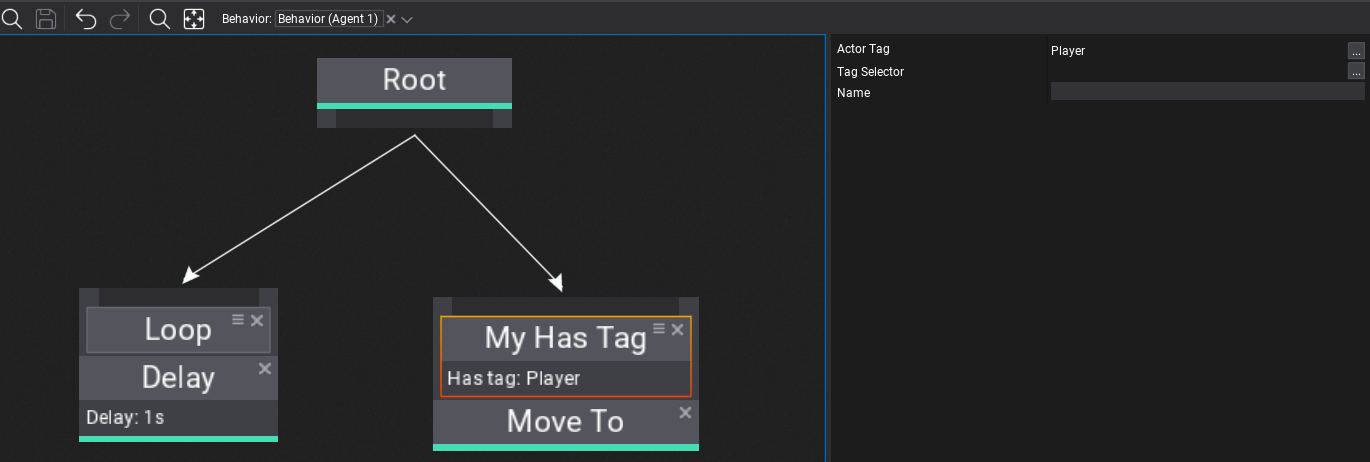 Behavior: Behavior (Agent 1)
Root
Loop
Delay
Delay: 1s
My Has Tag
Has tag: Player
Move To
Actor Tag
Player
...
Tag Selector
...
Name